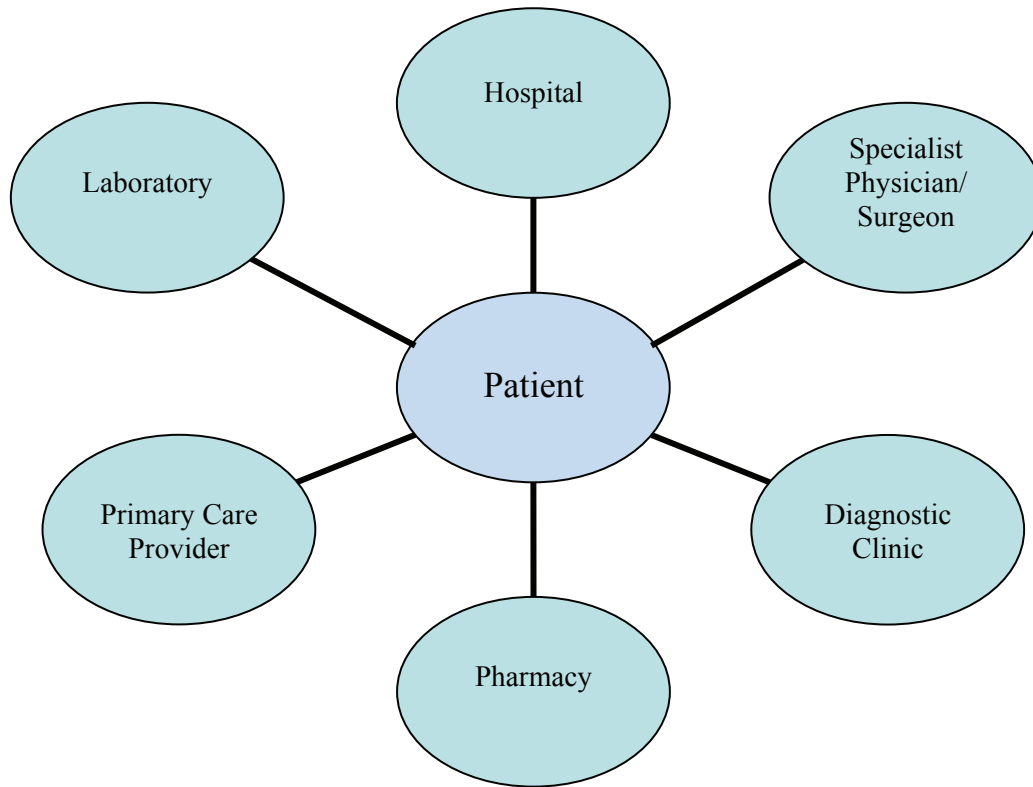 Hospital
Specialist
Physician/
Surgeon
Laboratory
Patient
Primary Care
Provider
Diagnostic
Clinic
Pharmacy